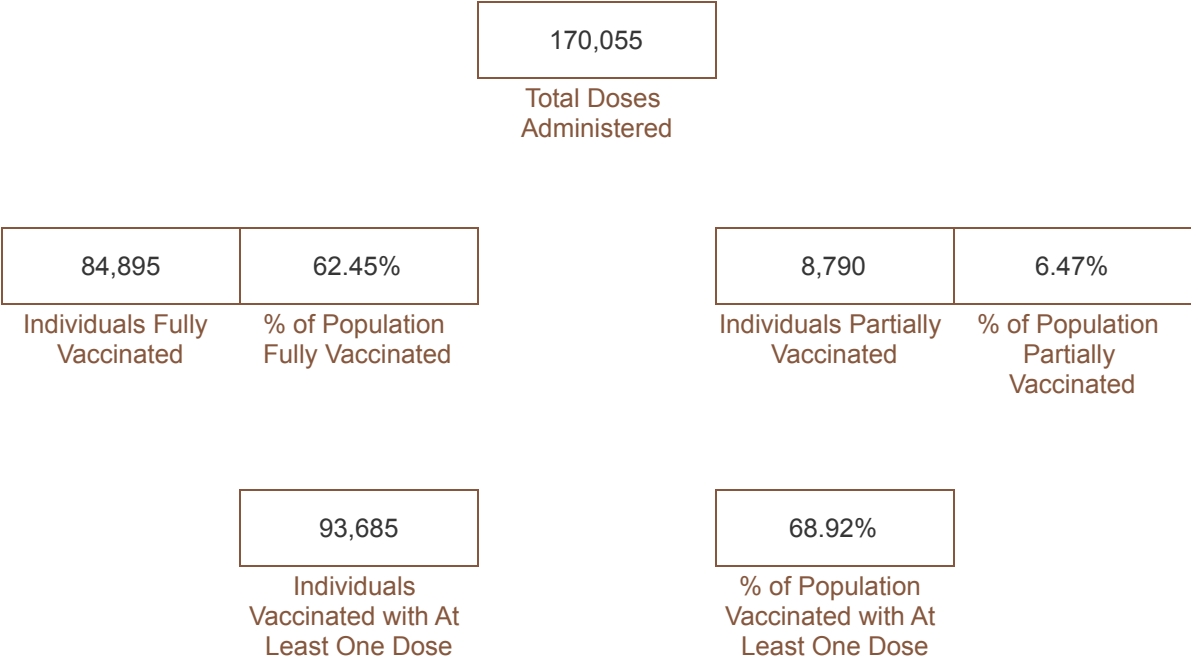 170,055
Total Doses
Administered
84,895
62.45%
8,790
6.47%
Individuals Fully
Vaccinated
% of Population
Fully Vaccinated
Individuals Partially
Vaccinated
% of Population
Partially
Vaccinated
93,685
68.92%
Individuals
Vaccinated with At
Least One Dose
% of Population
Vaccinated with At
Least One Dose